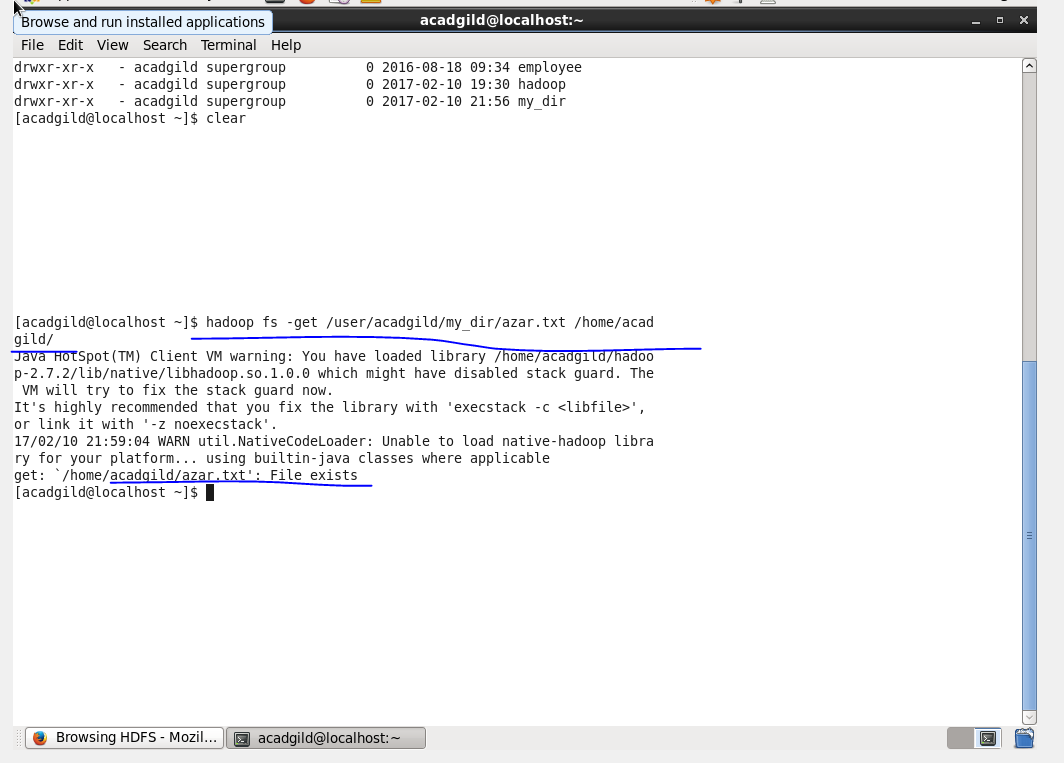 Browse and run installed applications
acadgild@localhost:~
File Edit View Search Terminal Help
drwxr-xr-x   - acadgild supergroup          0 2016-08-18 09:34 employee
drwxr-xr-x   - acadgild supergroup          0 2017-02-10 19:30 hadoop
drwxr-xr-x   - acadgild supergroup          0 2017-02-10 21:56 my_dir
[acadgild@localhost ~]$ clear
[acadgild@localhost ~]$ hadoop fs -get /user/acadgild/my_dir/azar.txt /home/acad
gild/
Java HotSpot(TM) Client VM warning: You have loaded library /home/acadgild/hadoo
p-2.7.2/lib/native/libhadoop.so.1.0.0 which might have disabled stack guard. The
 VM will try to fix the stack guard now.
It's highly recommended that you fix the library with 'execstack -c <libfile>',
or link it with '-z noexecstack'.
17/02/10 21:59:04 WARN util.NativeCodeLoader: Unable to load native-hadoop libra
ry for your platform... using builtin-java classes where applicable
get: `/home/acadgild/azar.txt': File exists
[acadgild@localhost ~]$
Browsing HDFS - Mozil... acadgild@localhost:~